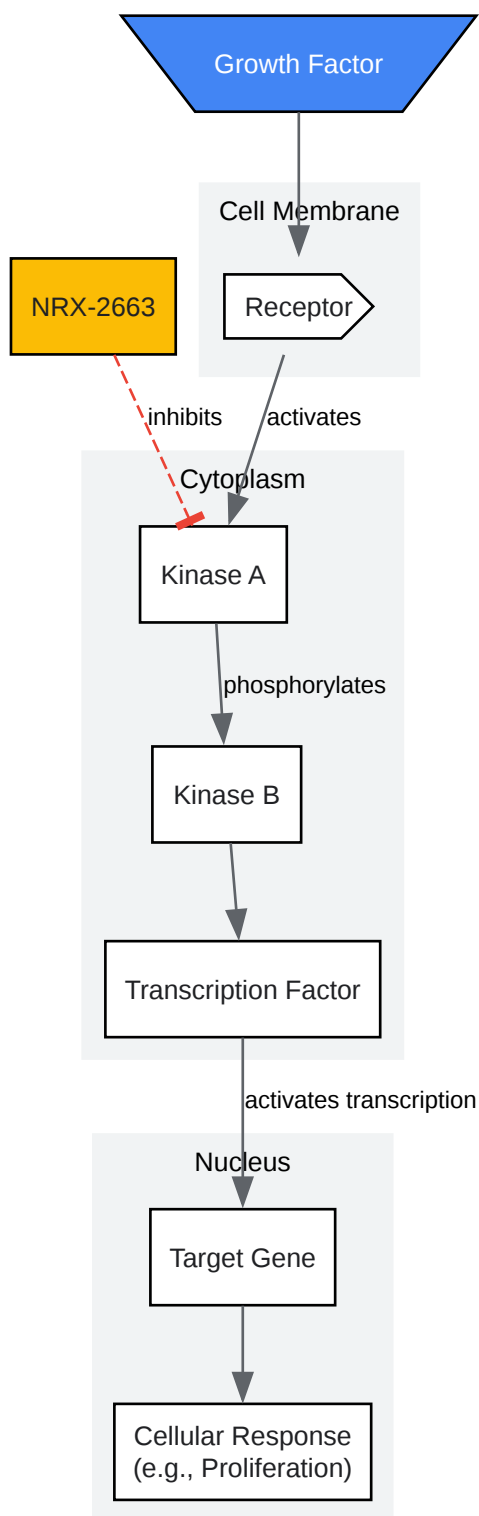 Growth Factor
Cell Membrane
NRX-2663
Receptor
inhibits
activates
Cytoplasm
Kinase A
phosphorylates
Kinase B
Transcription Factor
activates transcription
Nucleus
Target Gene
Cellular Response
(e.g., Proliferation)